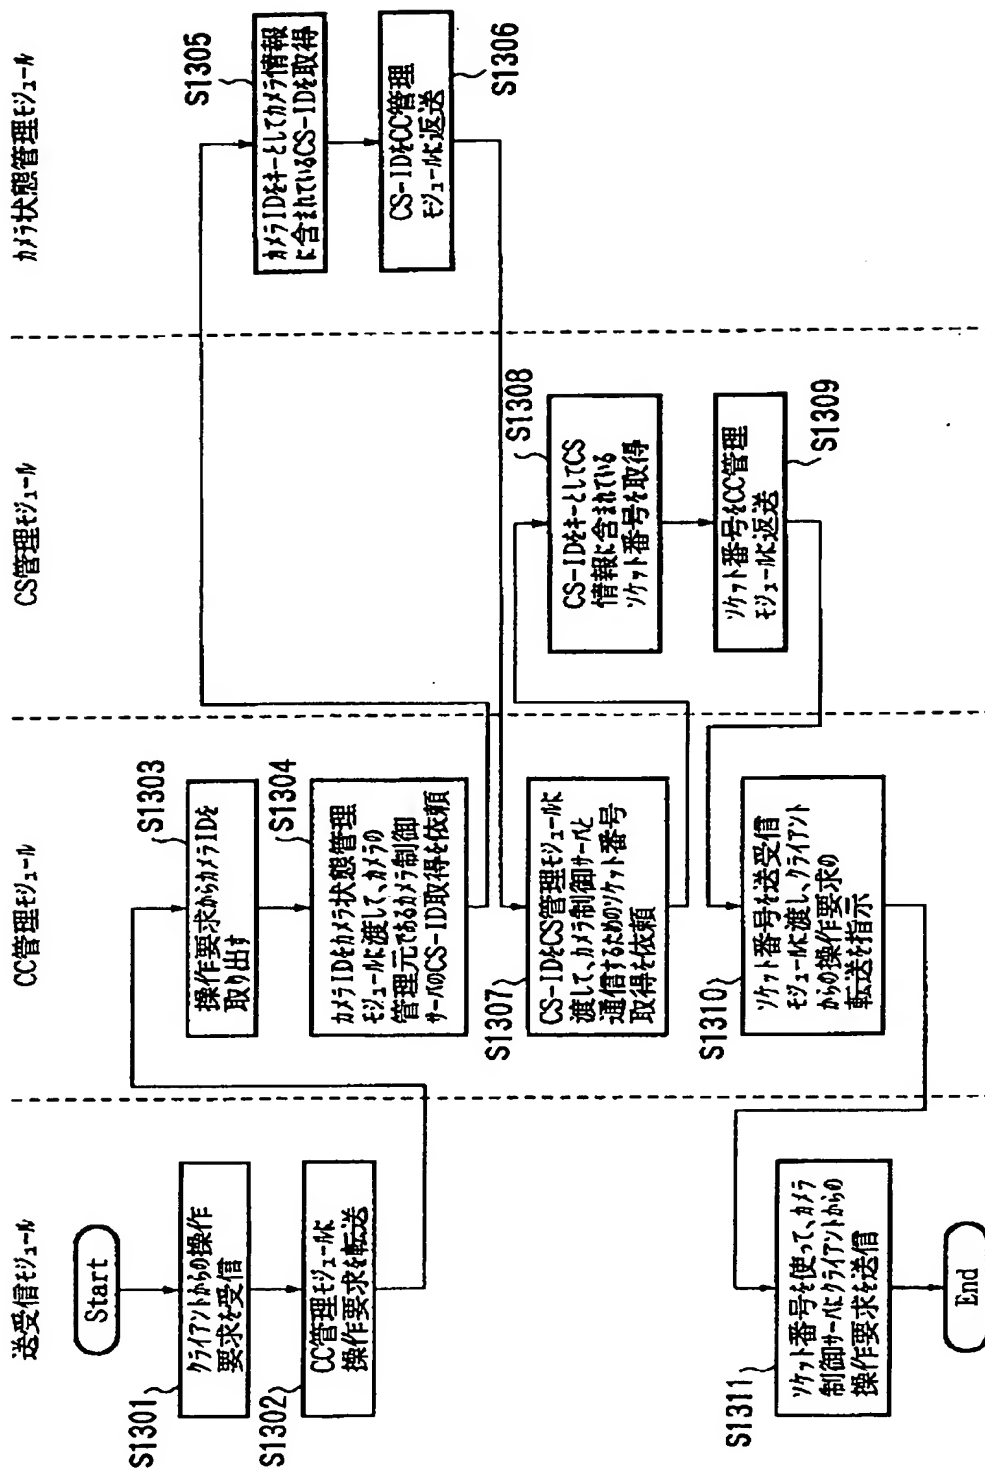 送受信モジュール
CC管理モジュール
CS管理モジュール
カメラ状態管理モジュール
Start
S1301
クライアントからの操作
要求を受信
S1302
CC管理モジュールに
操作要求を転送
S1303
操作要求からカメラIDを
取り出す
S1304
カメラIDをカメラ状態管理
モジュールに渡して、カメラの
管理元であるカメラ制御
サーバのCS-ID取得を依頼
S1305
カメラIDをキーとしてカメラ情報
に含まれているCS-IDを取得
S1306
CS-IDをCC管理
モジュールに返送
S1307
CS-IDをCS管理モジュールに
渡して、カメラ制御サーバと
通信するためのソケット番号
取得を依頼
S1308
CS-IDをキーとしてCS
情報に含まれている
ソケット番号を取得
S1309
ソケット番号をCC管理
モジュールに返送
S1310
ソケット番号を送受信
モジュールに渡し、クライアント
からの操作要求の
転送を指示
S1311
ソケット番号を使って、カメラ
制御サーバにクライアントからの
操作要求を送信
End